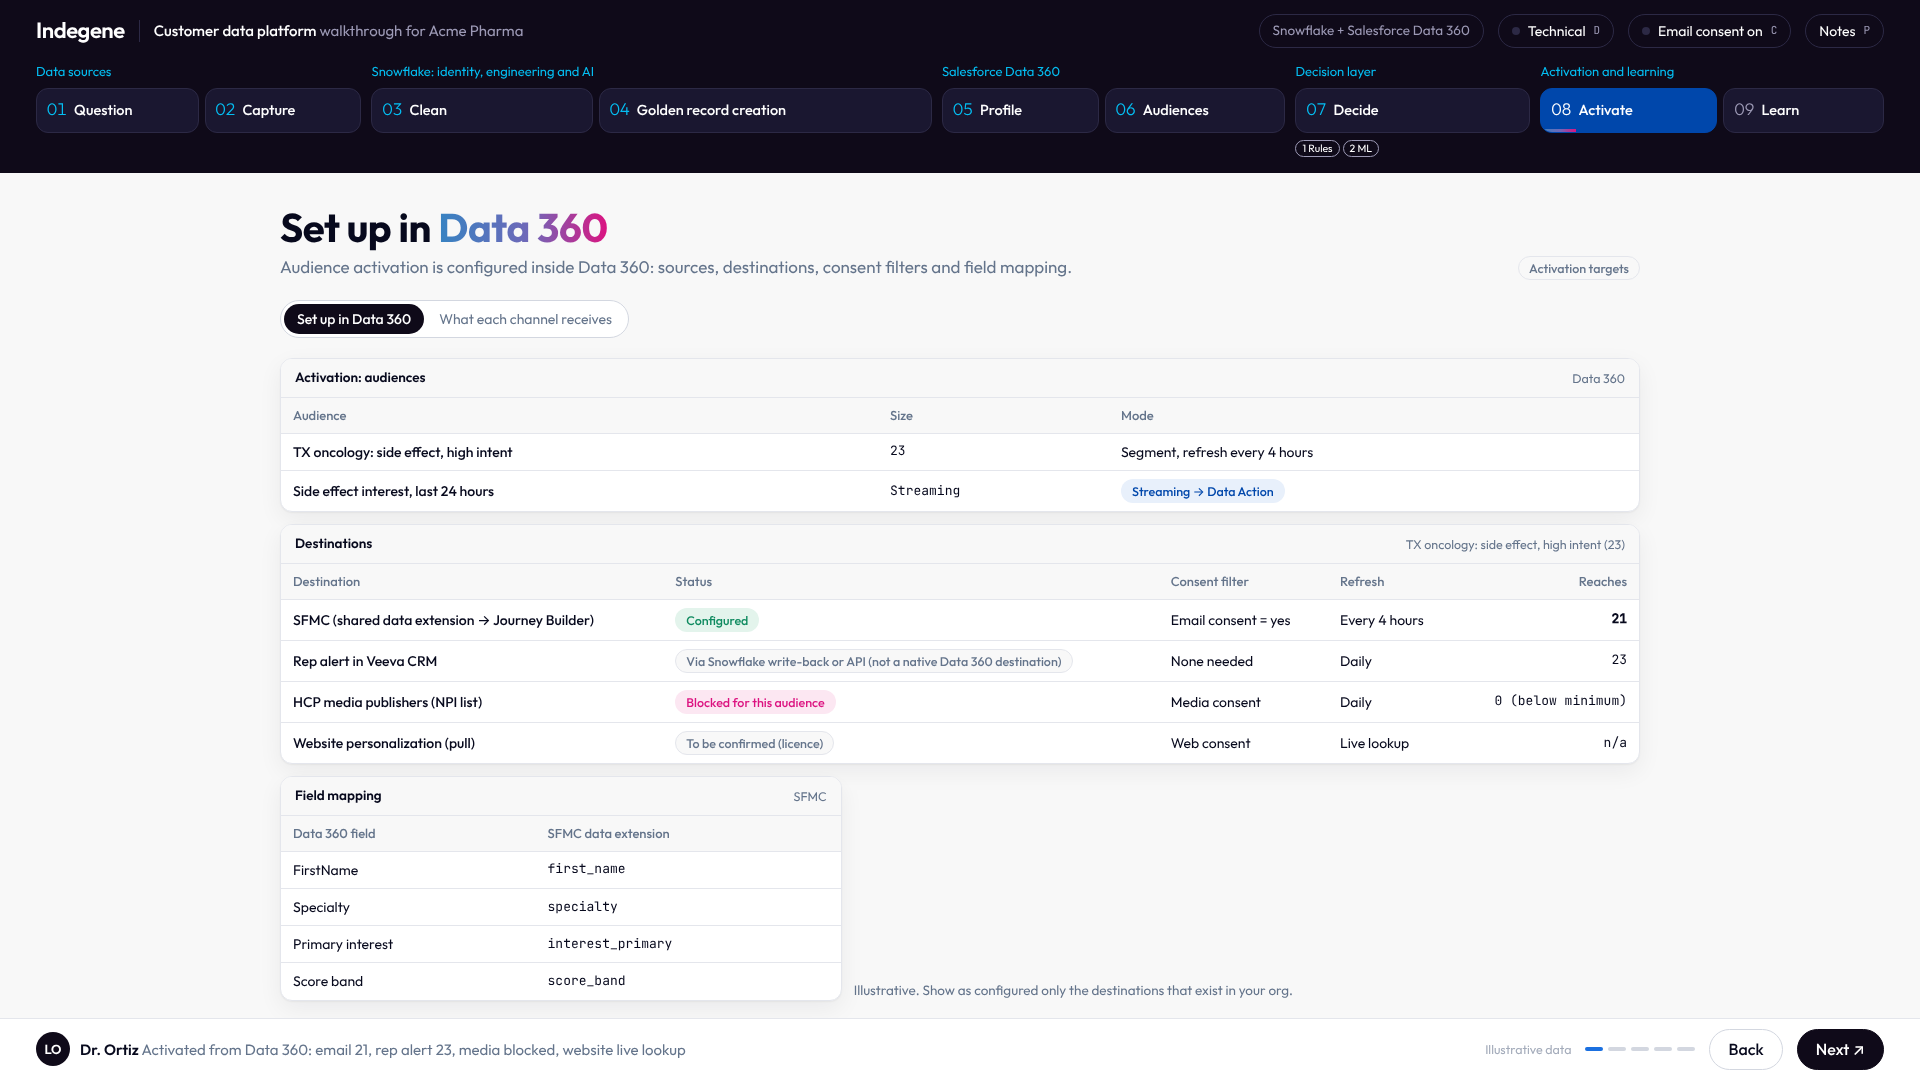 Indegene
Customer data platform walkthrough for Acme Pharma
Snowflake + Salesforce Data 360
Technical D
Email consent on C
Notes P
Data sources
Snowflake: identity, engineering and AI
Salesforce Data 360
Decision layer
Activation and learning
01 Question
02 Capture
03 Clean
04 Golden record creation
05 Profile
06 Audiences
07 Decide
08 Activate
09 Learn
1 Rules
2 ML
Set up in Data 360
Audience activation is configured inside Data 360: sources, destinations, consent filters and field mapping.
Activation targets
Set up in Data 360
What each channel receives
Activation: audiences
Data 360
Audience Size Mode
TX oncology: side effect, high intent 23 Segment, refresh every 4 hours
Side effect interest, last 24 hours Streaming Streaming → Data Action
Destinations
TX oncology: side effect, high intent (23)
Destination Status Consent filter Refresh Reaches
SFMC (shared data extension → Journey Builder) Configured Email consent = yes Every 4 hours 21
Rep alert in Veeva CRM Via Snowflake write-back or API (not a native Data 360 destination) None needed Daily 23
HCP media publishers (NPI list) Blocked for this audience Media consent Daily 0 (below minimum)
Website personalization (pull) To be confirmed (licence) Web consent Live lookup n/a
Field mapping
SFMC
Data 360 field SFMC data extension
FirstName first_name
Specialty specialty
Primary interest interest_primary
Score band score_band
Illustrative. Show as configured only the destinations that exist in your org.
LO
Dr. Ortiz Activated from Data 360: email 21, rep alert 23, media blocked, website live lookup
Illustrative data
Back
Next ↗